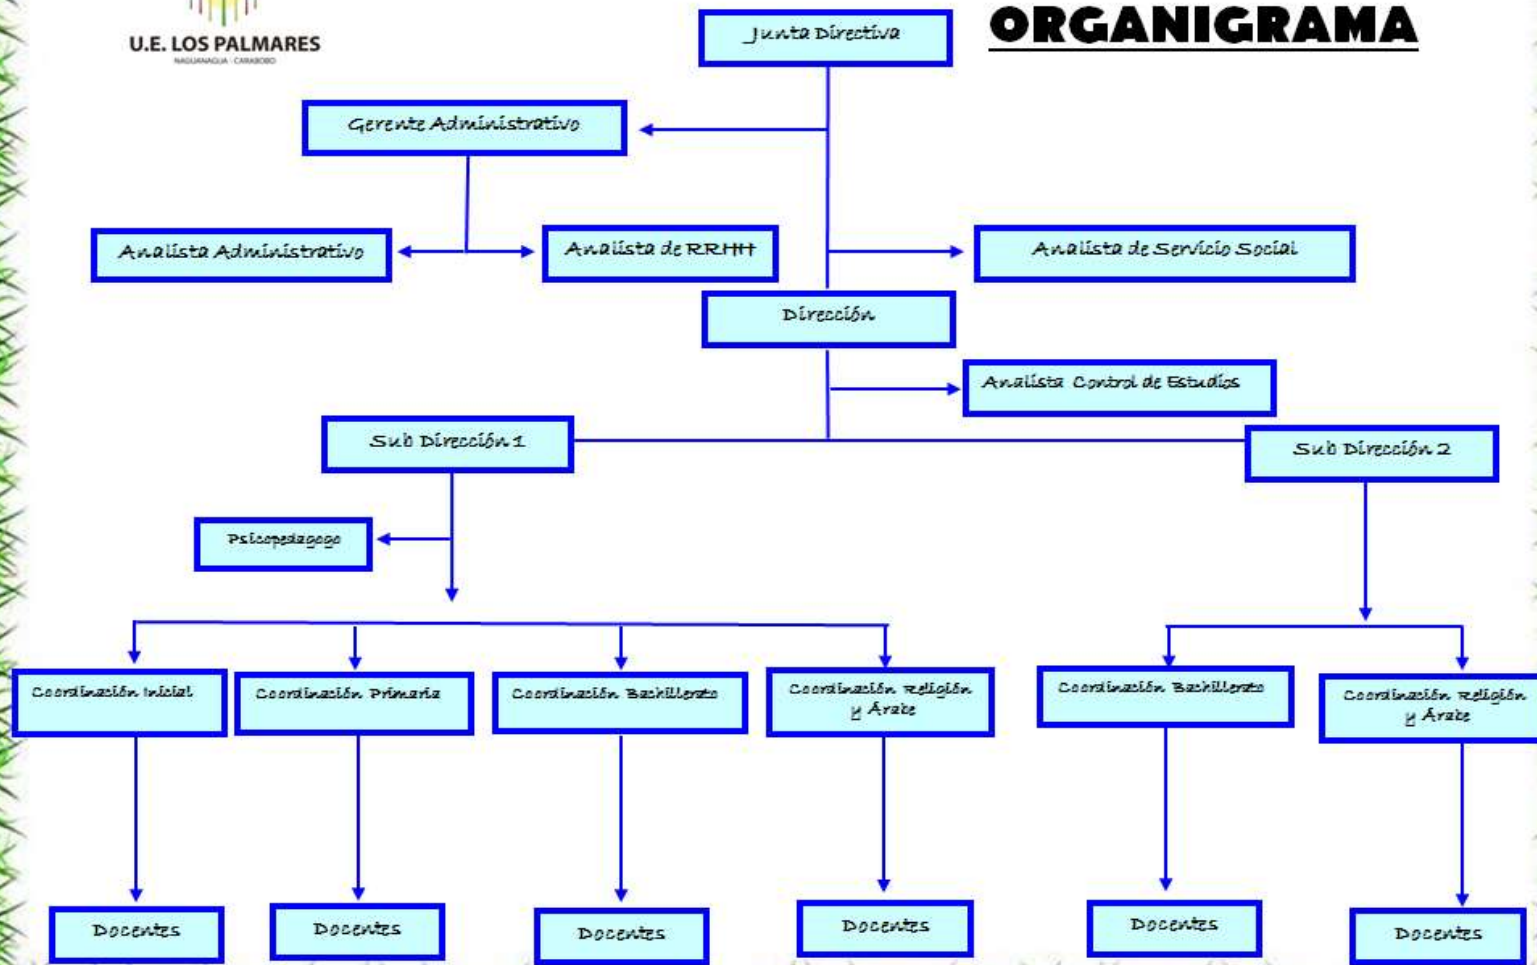 ORGANIGRAMA
U.E. LOS PALMARES
NAGUANAGUA - CARABOBO
Junta Directiva
Gerente Administrativo
Analista Administrativo
Analista de RRHH
Analista de Servicio Social
Dirección
Analista Control de Estudios
Sub Dirección 1
Sub Dirección 2
Psicopedagogo
Coordinación Inicial
Coordinación Primaria
Coordinación Bachillerato
Coordinación Religión
y Árabe
Coordinación Bachillerato
Coordinación Religión
y Árabe
Docentes
Docentes
Docentes
Docentes
Docentes
Docentes